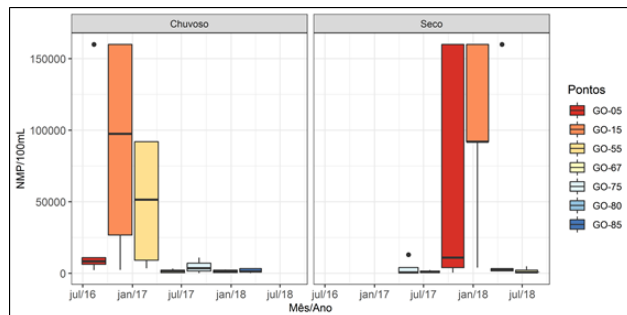 Chuvoso
Seco
NMP/100mL
150000
100000
50000
0
jul/16
jan/17
jul/17
jan/18
jul/18
jul/16
jan/17
jul/17
jan/18
jul/18
Mês/Ano
Pontos
GO-05
GO-15
GO-55
GO-67
GO-75
GO-80
GO-85